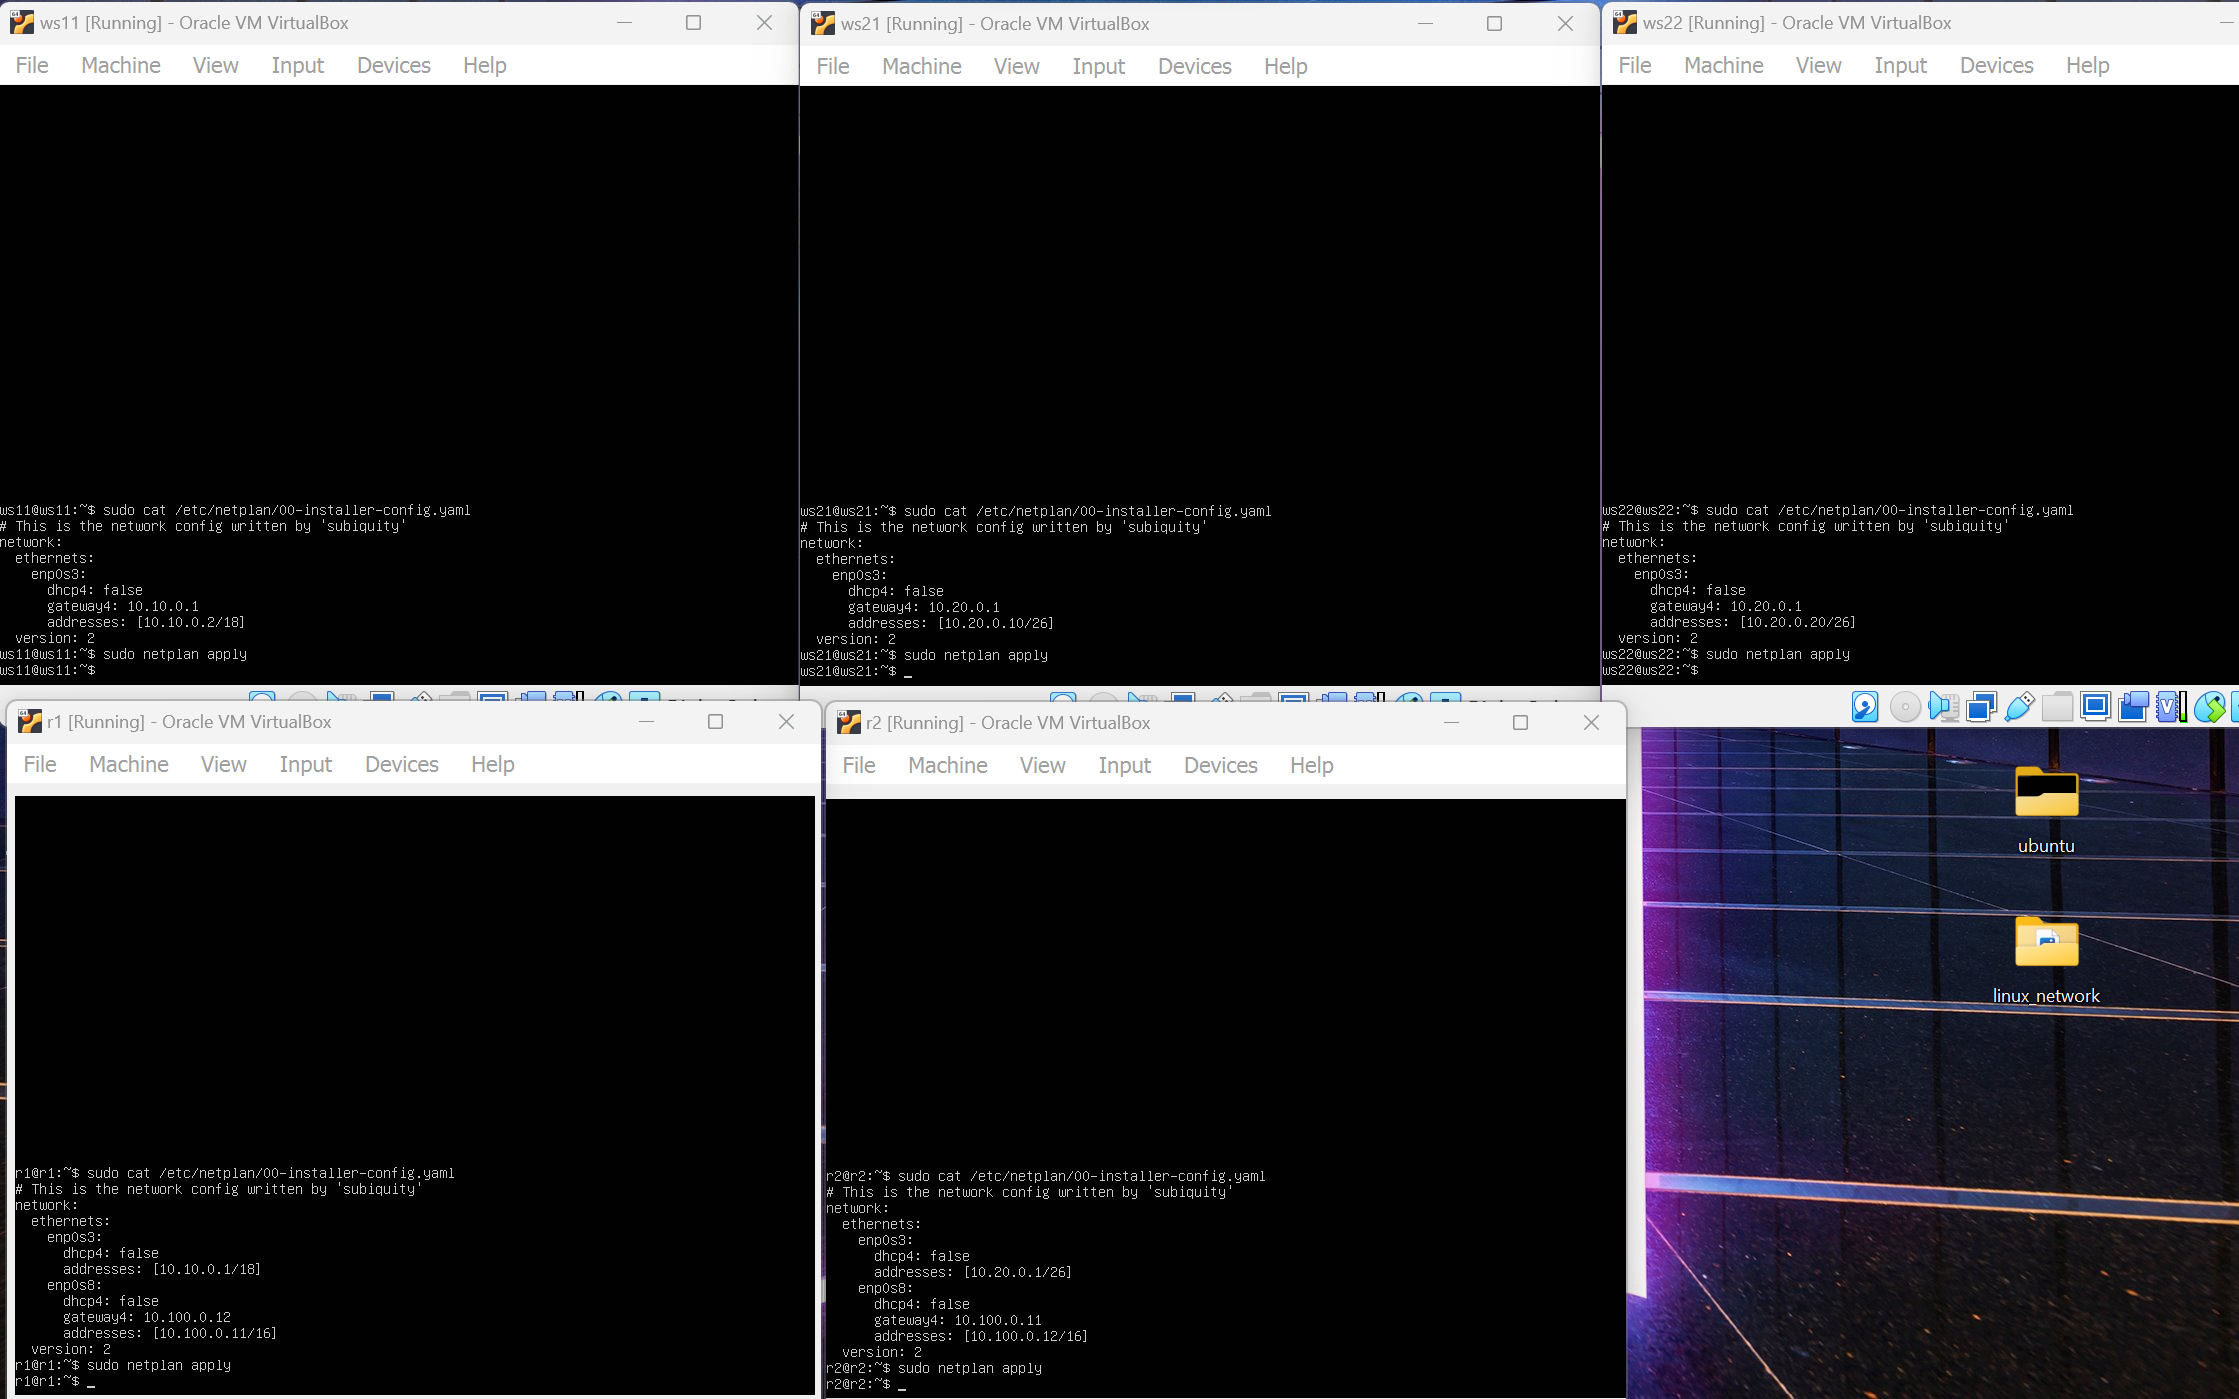 ws11 [Running] - Oracle VM VirtualBox
File Machine View Input Devices Help
ws11@ws11:~$ sudo cat /etc/netplan/00-installer-config.yaml
# This is the network config written by 'subiquity'
network:
  ethernets:
    enp0s3:
      dhcp4: false
      gateway4: 10.10.0.1
      addresses: [10.10.0.2/18]
  version: 2
ws11@ws11:~$ sudo netplan apply
ws11@ws11:~$
ws21 [Running] - Oracle VM VirtualBox
File Machine View Input Devices Help
ws21@ws21:~$ sudo cat /etc/netplan/00-installer-config.yaml
# This is the network config written by 'subiquity'
network:
  ethernets:
    enp0s3:
      dhcp4: false
      gateway4: 10.20.0.1
      addresses: [10.20.0.10/26]
  version: 2
ws21@ws21:~$ sudo netplan apply
ws21@ws21:~$ _
ws22 [Running] - Oracle VM VirtualBox
File Machine View Input Devices Help
ws22@ws22:~$ sudo cat /etc/netplan/00-installer-config.yaml
# This is the network config written by 'subiquity'
network:
  ethernets:
    enp0s3:
      dhcp4: false
      gateway4: 10.20.0.1
      addresses: [10.20.0.20/26]
  version: 2
ws22@ws22:~$ sudo netplan apply
ws22@ws22:~$
r1 [Running] - Oracle VM VirtualBox
File Machine View Input Devices Help
r1@r1:~$ sudo cat /etc/netplan/00-installer-config.yaml
# This is the network config written by 'subiquity'
network:
  ethernets:
    enp0s3:
      dhcp4: false
      addresses: [10.10.0.1/18]
    enp0s8:
      dhcp4: false
      gateway4: 10.100.0.12
      addresses: [10.100.0.11/16]
  version: 2
r1@r1:~$ sudo netplan apply
r1@r1:~$ _
r2 [Running] - Oracle VM VirtualBox
File Machine View Input Devices Help
r2@r2:~$ sudo cat /etc/netplan/00-installer-config.yaml
# This is the network config written by 'subiquity'
network:
  ethernets:
    enp0s3:
      dhcp4: false
      addresses: [10.20.0.1/26]
    enp0s8:
      dhcp4: false
      gateway4: 10.100.0.11
      addresses: [10.100.0.12/16]
  version: 2
r2@r2:~$ sudo netplan apply
r2@r2:~$ _
ubuntu
linux_network